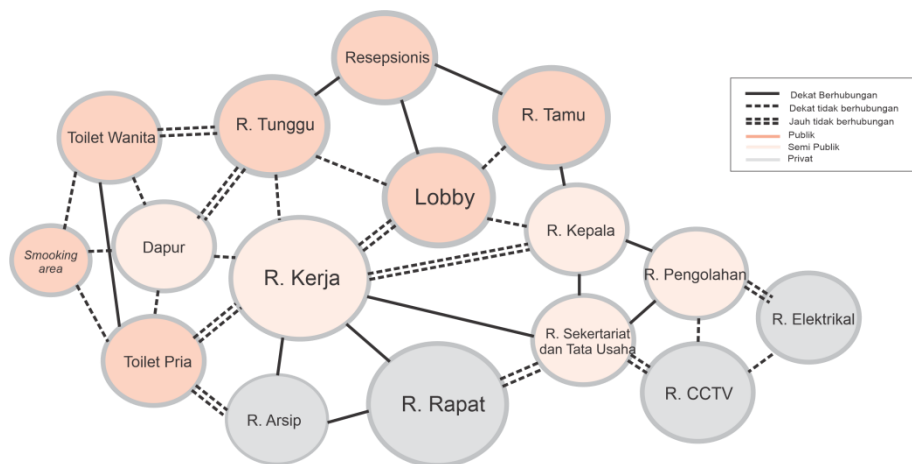 Resepsionis
R. Tamu
R. Tunggu
Toilet Wanita
Lobby
R. Kepala
Dapur
Smooking
area
R. Kerja
R. Pengolahan
R. Elektrikal
R. Sekertariat
dan Tata Usaha
Toilet Pria
R. Arsip
R. Rapat
R. CCTV
Dekat Berhubungan
Dekat tidak berhubungan
Jauh tidak berhubungan
Publik
Semi Publik
Privat